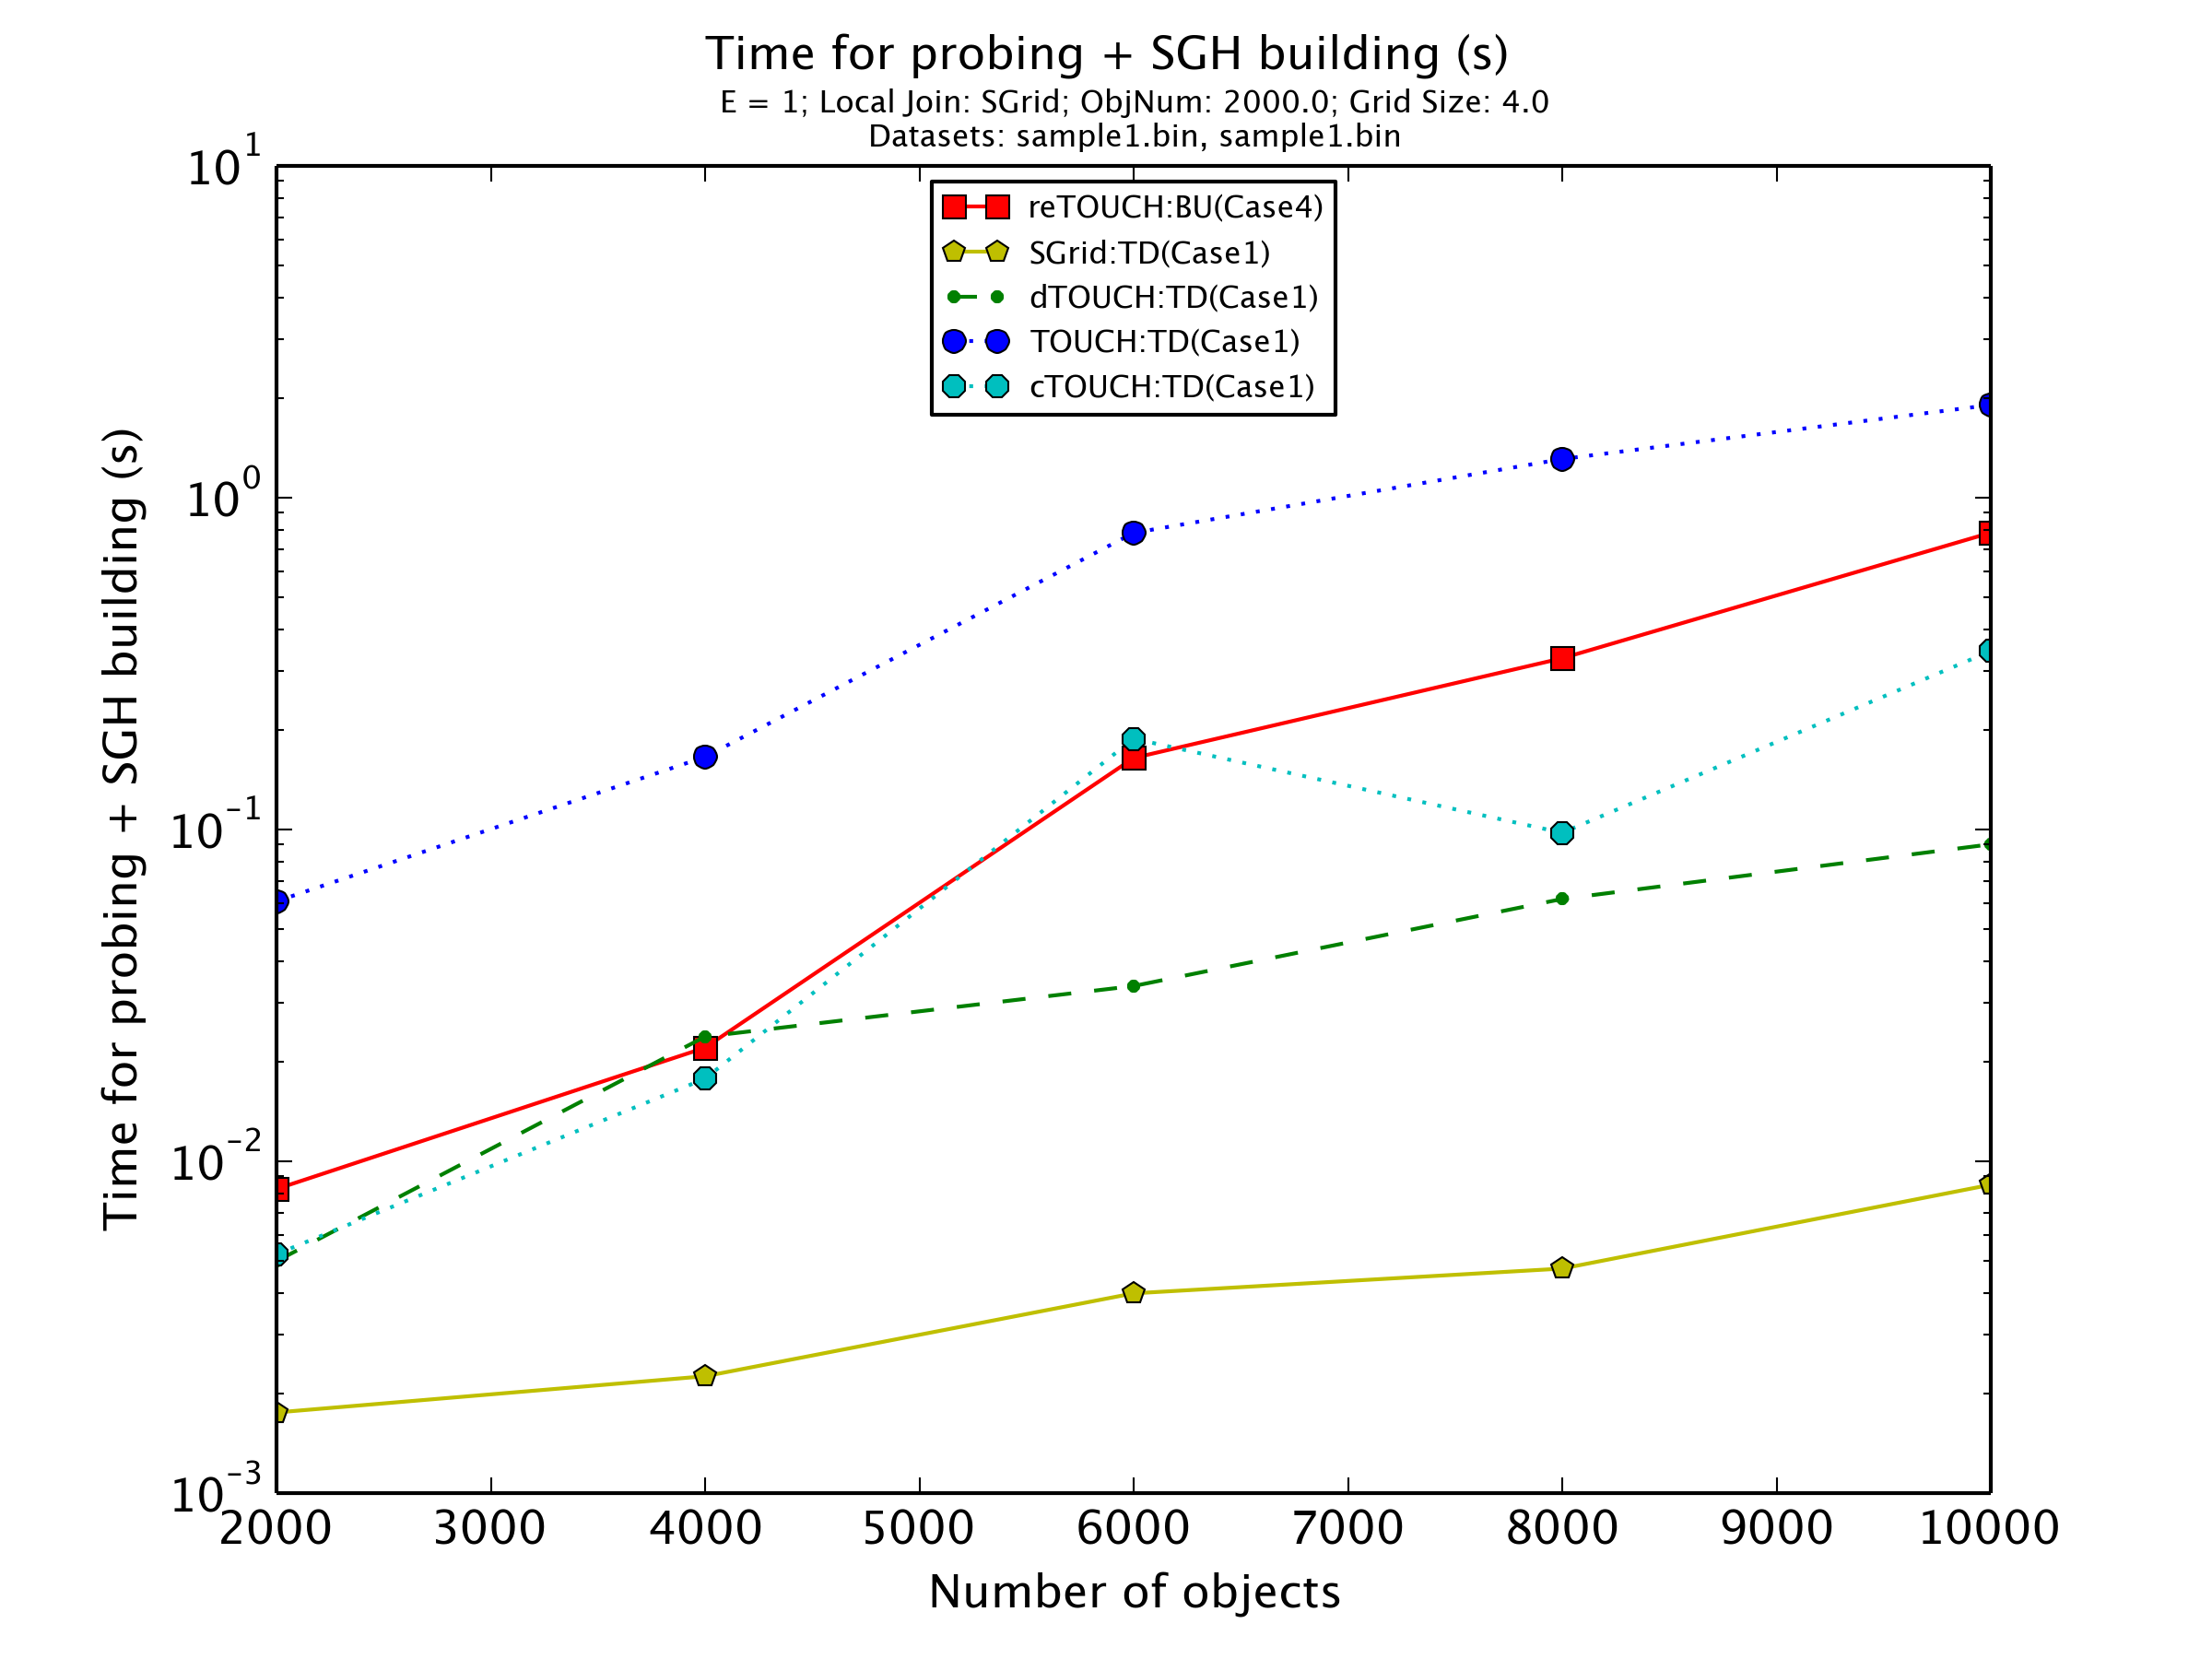 Time for probing + SGH building (s)
E = 1; Local Join: SGrid; ObjNum: 2000.0; Grid Size: 4.0
Datasets: sample1.bin, sample1.bin
reTOUCH:BU(Case4)
SGrid:TD(Case1)
dTOUCH:TD(Case1)
TOUCH:TD(Case1)
cTOUCH:TD(Case1)
Time for probing + SGH building (s)
10^1
10^0
10^-1
10^-2
10^-3
2000 3000 4000 5000 6000 7000 8000 9000 10000
Number of objects